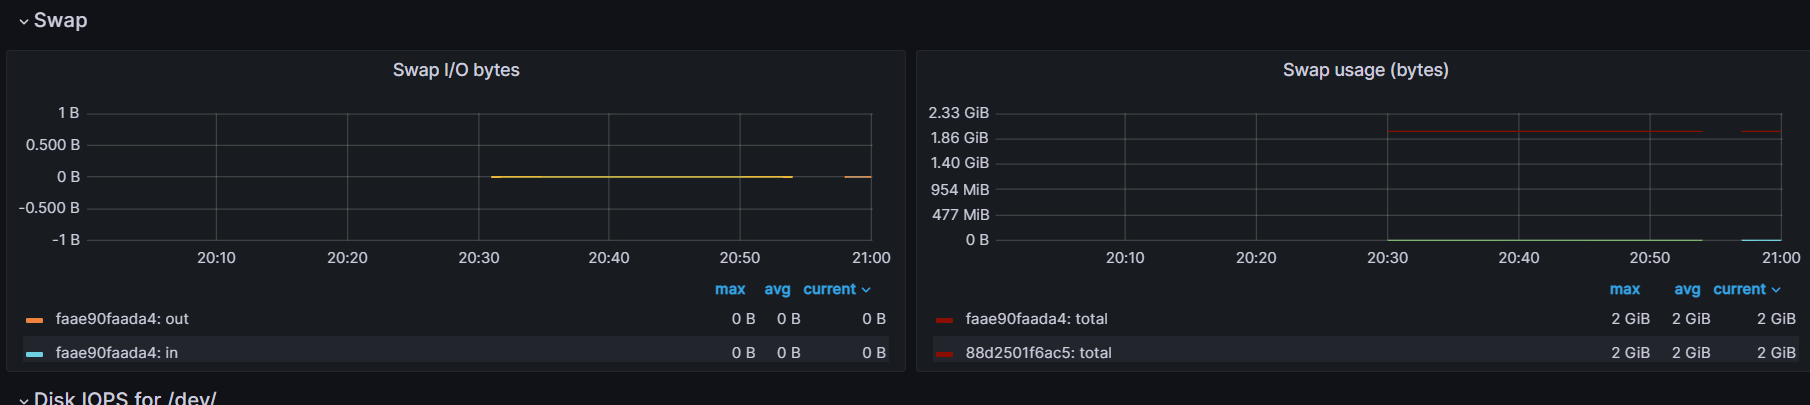 Swap
Swap I/O bytes
1 B
0.500 B
0 B
-0.500 B
-1 B
20:10 20:20 20:30 20:40 20:50 21:00
max avg current
faae90faada4: out 0 B 0 B 0 B
faae90faada4: in 0 B 0 B 0 B
Swap usage (bytes)
2.33 GiB
1.86 GiB
1.40 GiB
954 MiB
477 MiB
0 B
20:10 20:20 20:30 20:40 20:50 21:00
max avg current
faae90faada4: total 2 GiB 2 GiB 2 GiB
88d2501f6ac5: total 2 GiB 2 GiB 2 GiB
Disk IOPS for /dev/